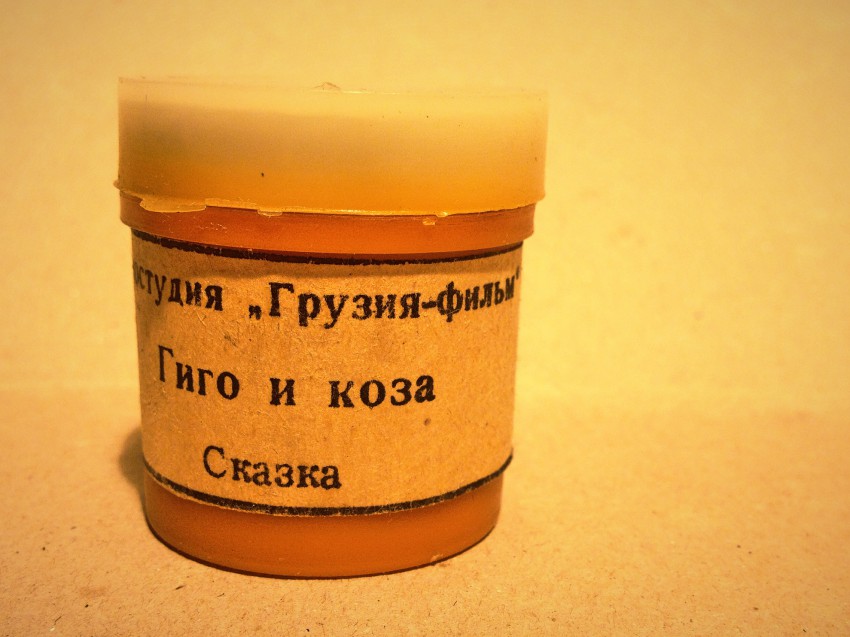 остудия „Грузия-фильм"
Гиго и коза
Сказка